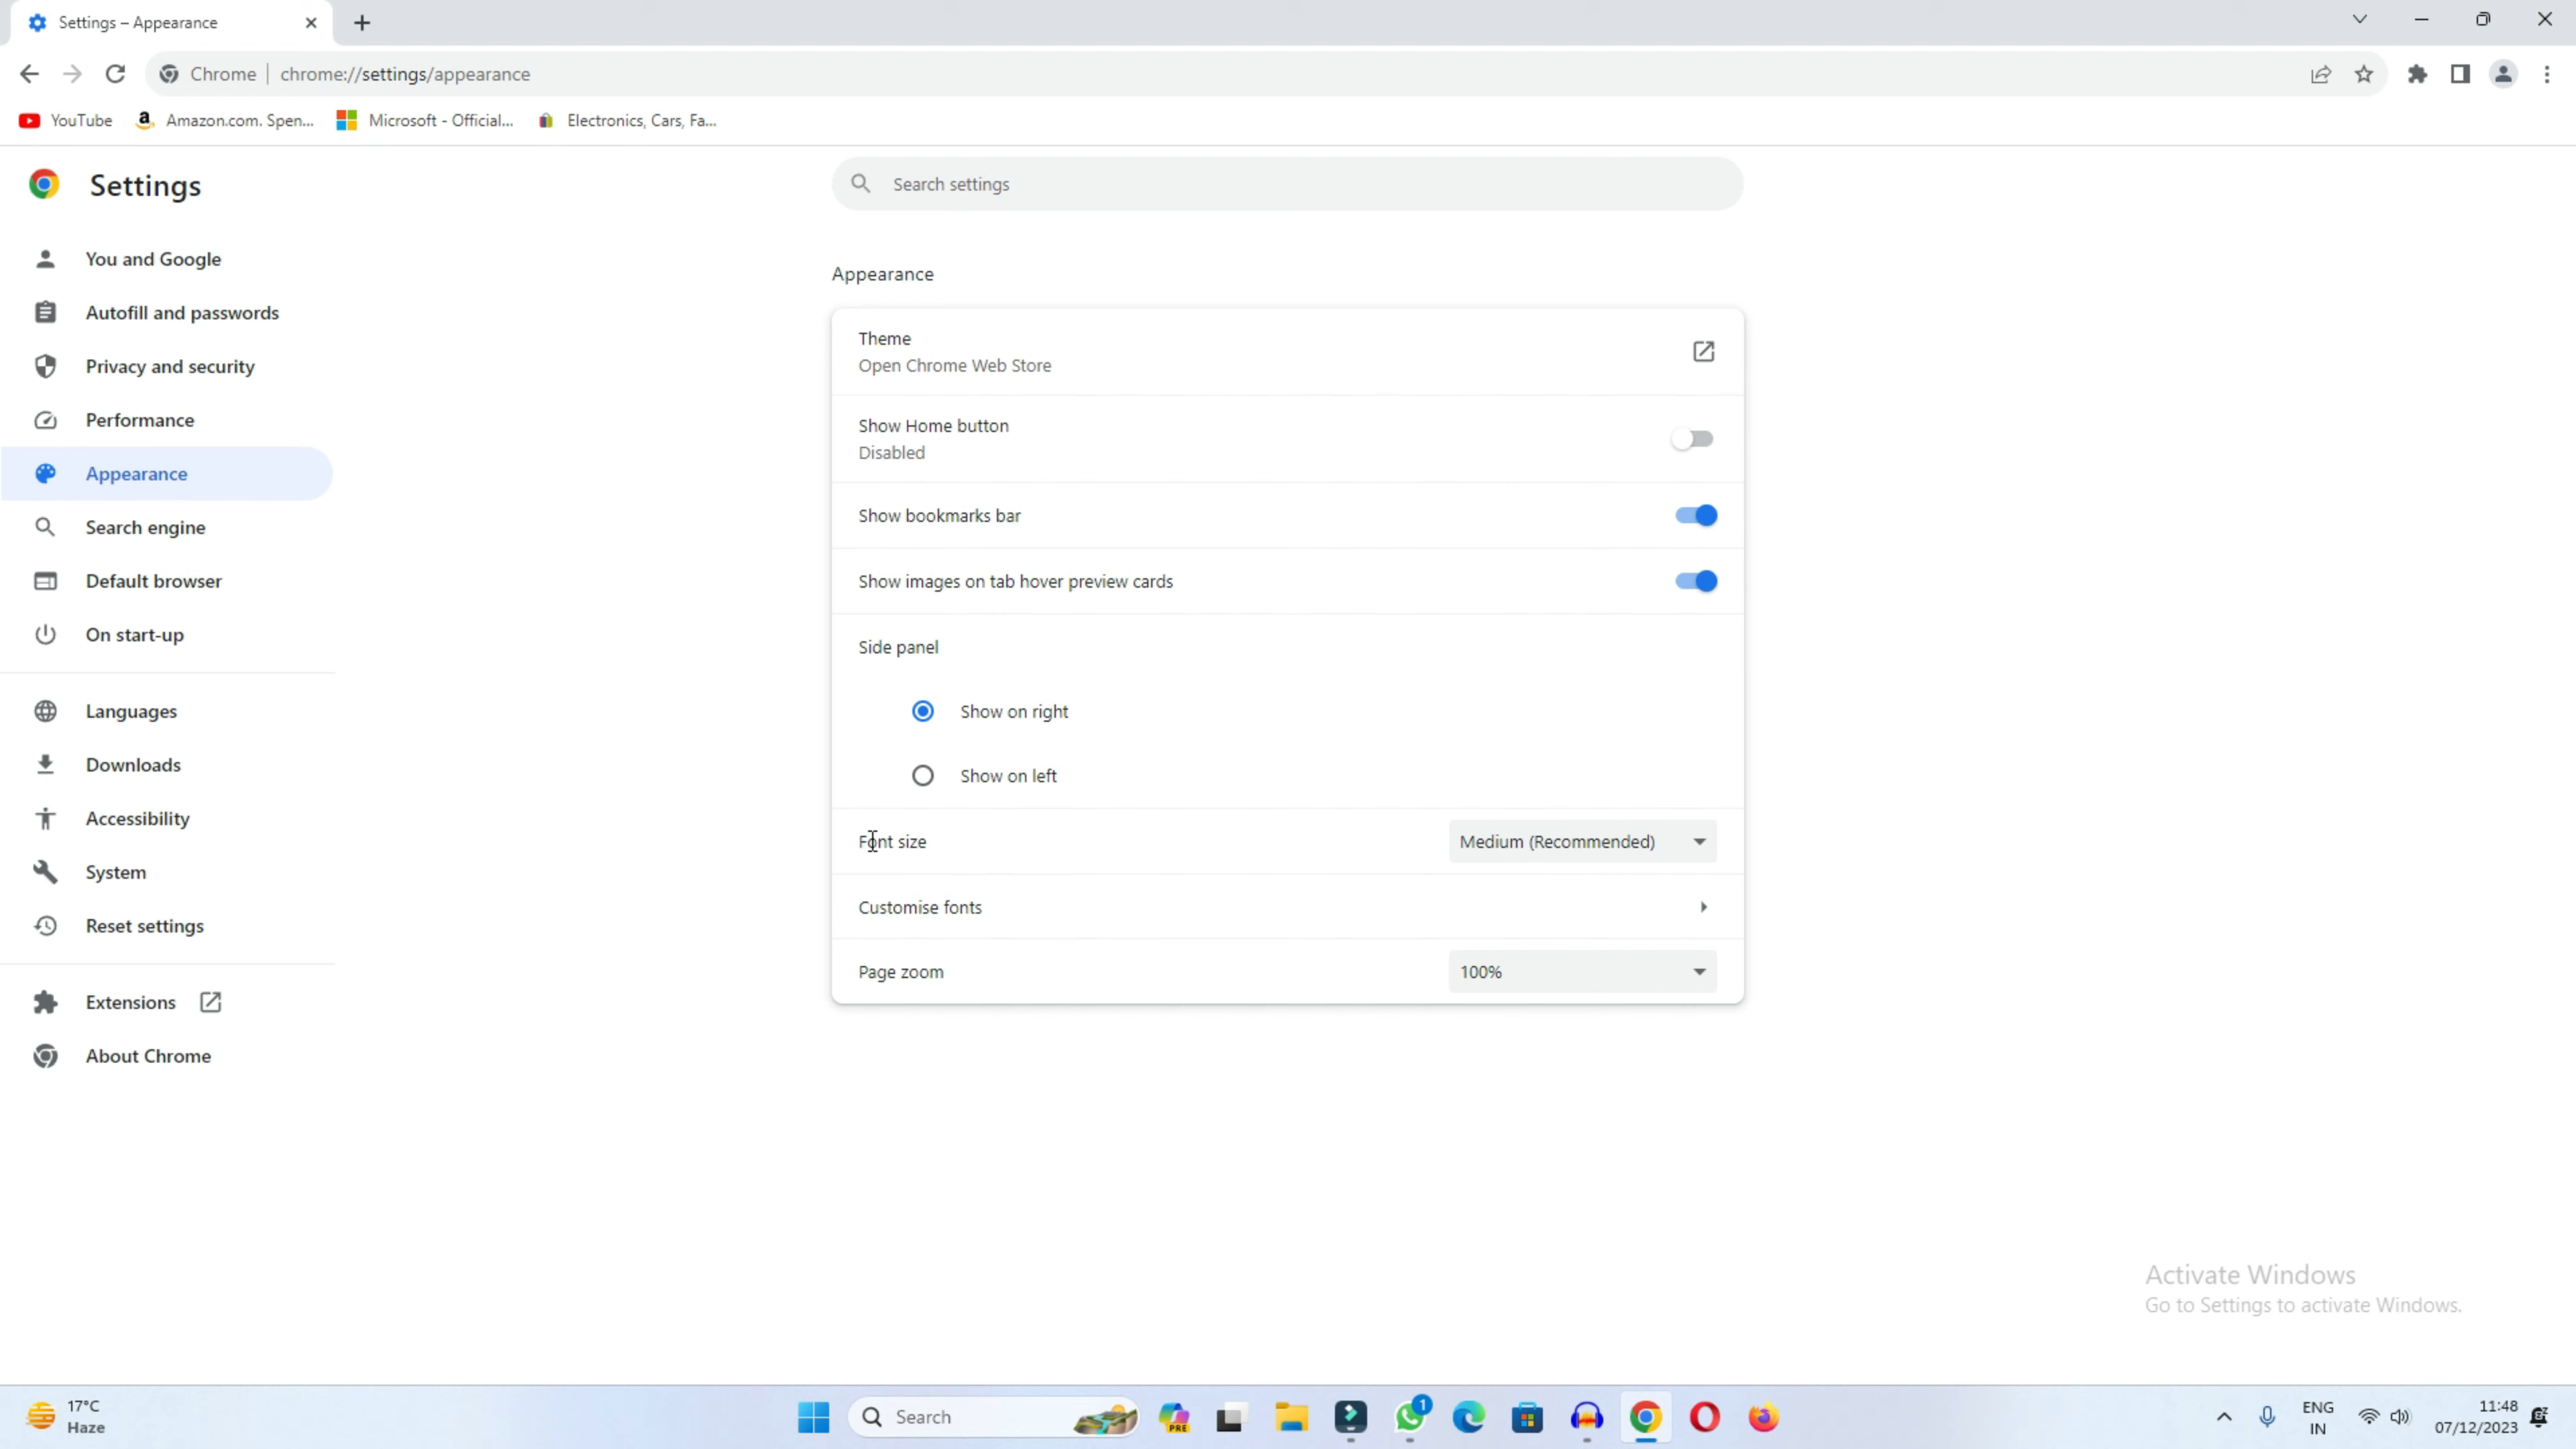 Settings – Appearance
Chrome
chrome://settings/appearance
YouTube
Amazon.com. Spen...
Microsoft - Official...
Electronics, Cars, Fa...
Settings
Search settings
You and Google
Autofill and passwords
Privacy and security
Performance
Appearance
Search engine
Default browser
On start-up
Languages
Downloads
Accessibility
System
Reset settings
Extensions
About Chrome
Appearance
Theme
Open Chrome Web Store
Show Home button
Disabled
Show bookmarks bar
Show images on tab hover preview cards
Side panel
Show on right
Show on left
Font size
Medium (Recommended)
Customise fonts
Page zoom
100%
Activate Windows
Go to Settings to activate Windows.
17°C
Haze
Search
PRE
1
ENG
IN
11:48
07/12/2023